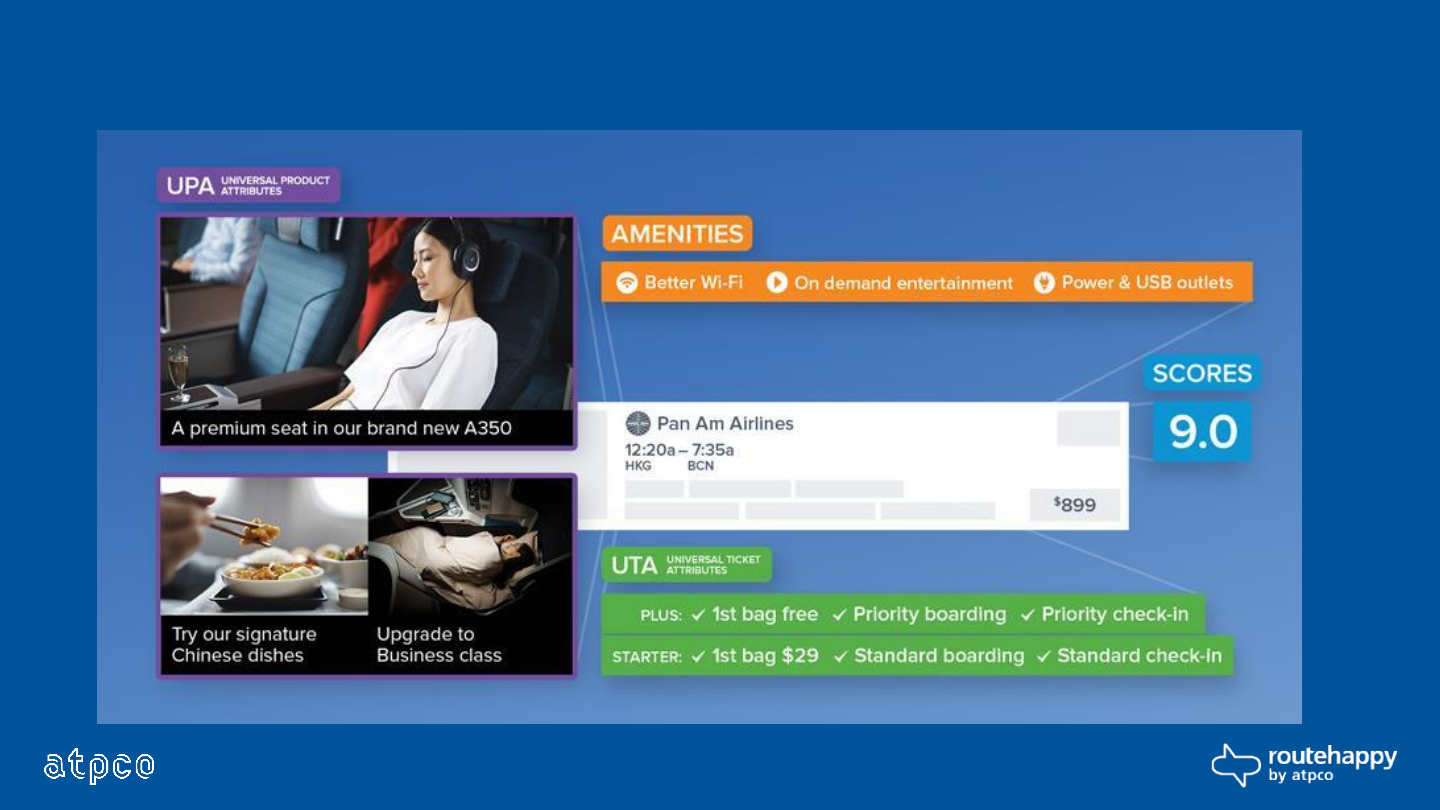 UPA UNIVERSAL PRODUCT
ATTRIBUTES
A premium seat in our brand new A350
Try our signature
Chinese dishes
Upgrade to
Business class
AMENITIES
Better Wi-Fi On demand entertainment Power & USB outlets
SCORES
9.0
Pan Am Airlines
12:20a – 7:35a
HKG BCN
$899
UTA UNIVERSAL TICKET
ATTRIBUTES
PLUS: ✓ 1st bag free ✓ Priority boarding ✓ Priority check-in
STARTER: ✓ 1st bag $29 ✓ Standard boarding ✓ Standard check-in
atpco
routehappy
by atpco